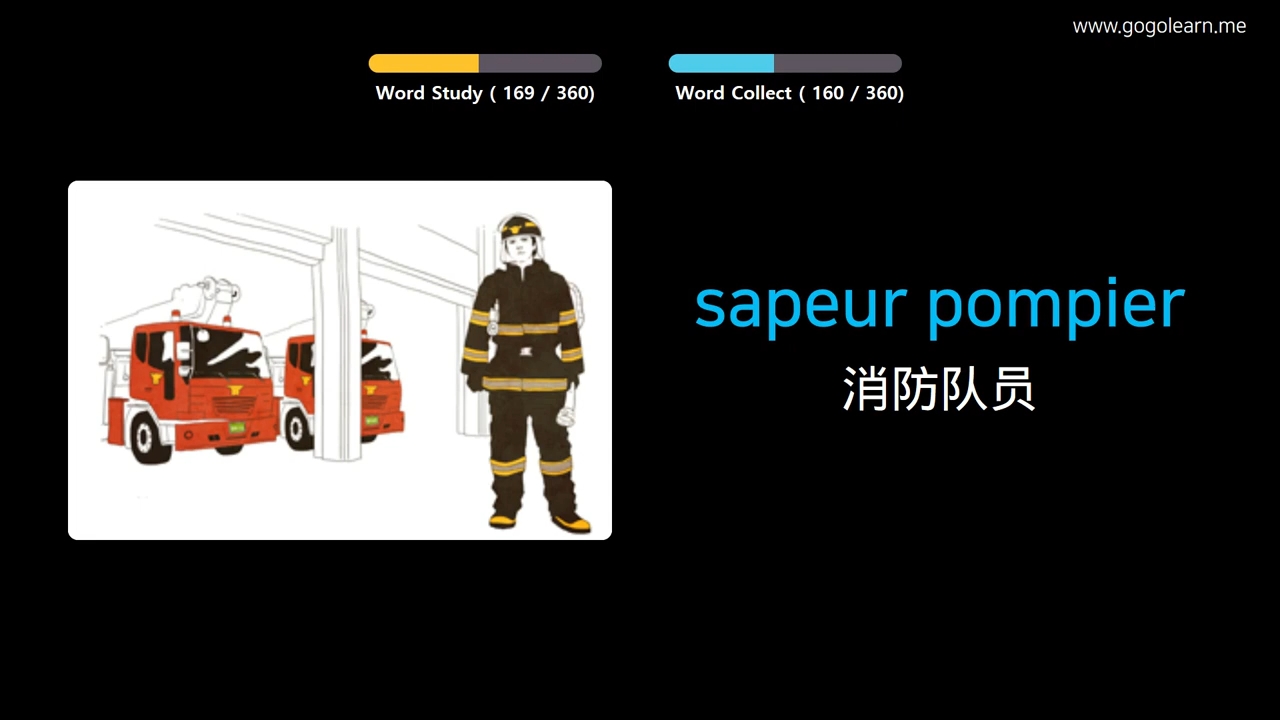 www.gogolearn.me
Word Study ( 169 / 360)
Word Collect ( 160 / 360)
sapeur pompier
消防队员